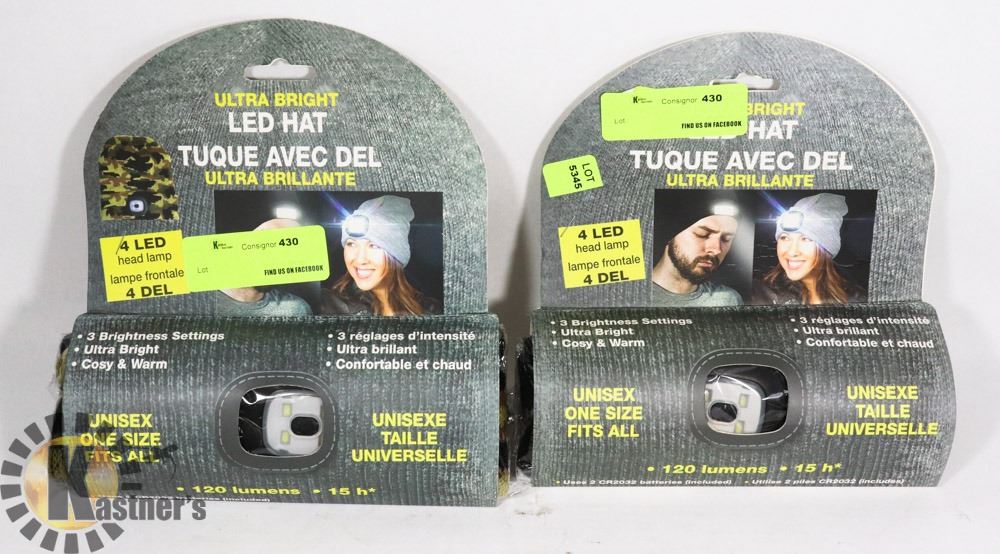 ULTRA BRIGHT
LED HAT
TUQUE AVEC DEL
ULTRA BRILLANTE
4 LED
head lamp
lampe frontale
4 DEL
Consignor 430
Lot
FIND US ON FACEBOOK
• 3 Brightness Settings
• Ultra Bright
• Cosy & Warm
• 3 réglages d'intensité
• Ultra brillant
• Confortable et chaud
UNISEX
ONE SIZE
FITS ALL
UNISEXE
TAILLE
UNIVERSELLE
• 120 lumens • 15 h*
batteries (included)
Kastner's
Consignor 430
Lot
FIND US ON FACEBOOK
BRIGHT
HAT
TUQUE AVEC DEL
ULTRA BRILLANTE
LOT
5345
4 LED
head lamp
lampe frontale
4 DEL
• 3 Brightness Settings
• Ultra Bright
• Cosy & Warm
• 3 réglages d'intensité
• Ultra brillant
• Confortable et chaud
UNISEX
ONE SIZE
FITS ALL
UNISEXE
TAILLE
UNIVERSELLE
• 120 lumens • 15 h*
• Uses 2 CR2032 batteries (included) • Utilise 2 piles CR2032 (incluses)